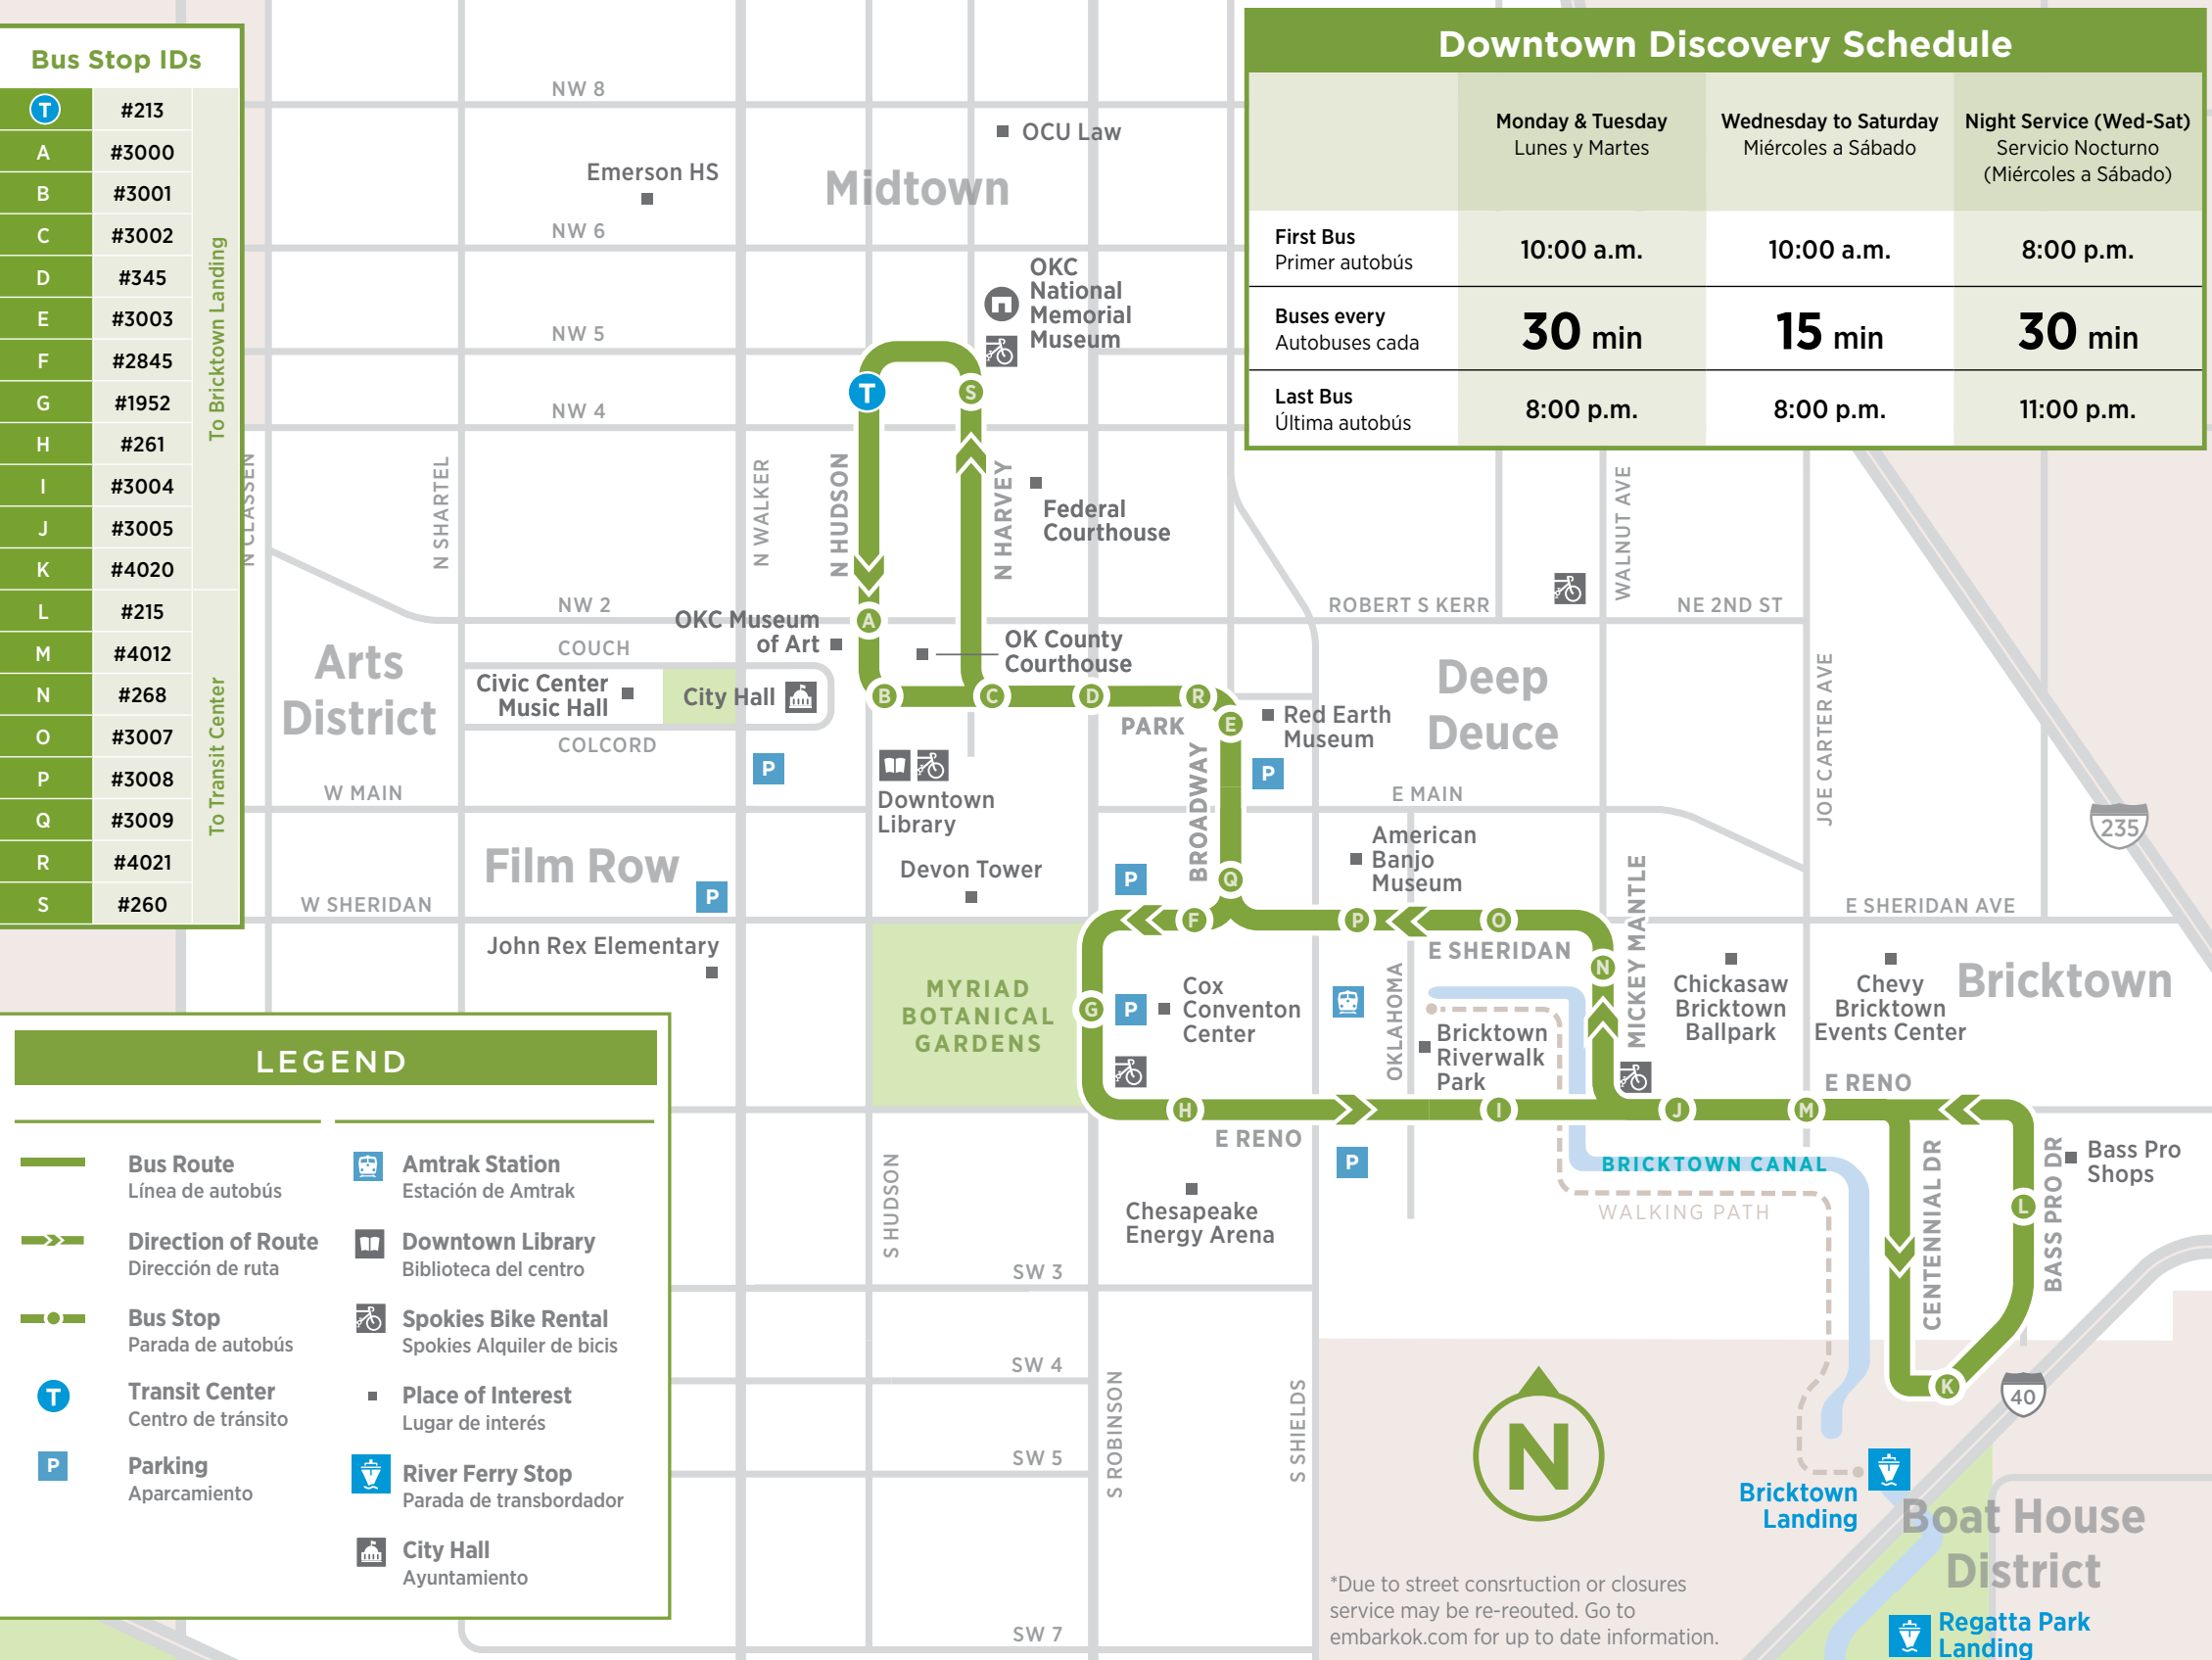 Bus Stop IDs
T #213
A #3000
B #3001
C #3002
D #345
E #3003
F #2845
G #1952
H #261
I #3004
J #3005
K #4020
L #215
M #4012
N #268
O #3007
P #3008
Q #3009
R #4021
S #260
To Bricktown Landing
To Transit Center
Downtown Discovery Schedule
Monday & Tuesday
Lunes y Martes
Wednesday to Saturday
Miércoles a Sábado
Night Service (Wed-Sat)
Servicio Nocturno
(Miércoles a Sábado)
First Bus
Primer autobús
10:00 a.m.
10:00 a.m.
8:00 p.m.
Buses every
Autobuses cada
30 min
15 min
30 min
Last Bus
Última autobús
8:00 p.m.
8:00 p.m.
11:00 p.m.
NW 8
OCU Law
Emerson HS
Midtown
NW 6
OKC
National
Memorial
Museum
NW 5
T
S
NW 4
N CLASSEN
N SHARTEL
N WALKER
N HUDSON
N HARVEY
Federal
Courthouse
WALNUT AVE
NW 2
OKC Museum
of Art
A
ROBERT S KERR
NE 2ND ST
COUCH
OK County
Courthouse
Arts
District
Civic Center
Music Hall
City Hall
B
C
D
R
E
PARK
Red Earth
Museum
Deep
Deuce
JOE CARTER AVE
COLCORD
P
P
BROADWAY
W MAIN
Downtown
Library
E MAIN
235
Film Row
Devon Tower
P
P
Q
American
Banjo
Museum
MICKEY MANTLE
W SHERIDAN
F
P
O
E SHERIDAN AVE
John Rex Elementary
E SHERIDAN
N
MYRIAD
BOTANICAL
GARDENS
G
P
Cox
Conventon
Center
OKLAHOMA
Bricktown
Riverwalk
Park
Chickasaw
Bricktown
Ballpark
Chevy
Bricktown
Events Center
Bricktown
E RENO
H
I
J
M
E RENO
P
BRICKTOWN CANAL
WALKING PATH
CENTENNIAL DR
BASS PRO DR
Bass Pro
Shops
L
S HUDSON
Chesapeake
Energy Arena
SW 3
SW 4
K
40
S ROBINSON
S SHIELDS
N
SW 5
Bricktown
Landing
Boat House
District
Regatta Park
Landing
SW 7
*Due to street consrtuction or closures
service may be re-reouted. Go to
embarkok.com for up to date information.
LEGEND
Bus Route
Línea de autobús
Direction of Route
Dirección de ruta
Bus Stop
Parada de autobús
T
Transit Center
Centro de tránsito
P
Parking
Aparcamiento
Amtrak Station
Estación de Amtrak
Downtown Library
Biblioteca del centro
Spokies Bike Rental
Spokies Alquiler de bicis
Place of Interest
Lugar de interés
River Ferry Stop
Parada de transbordador
City Hall
Ayuntamiento